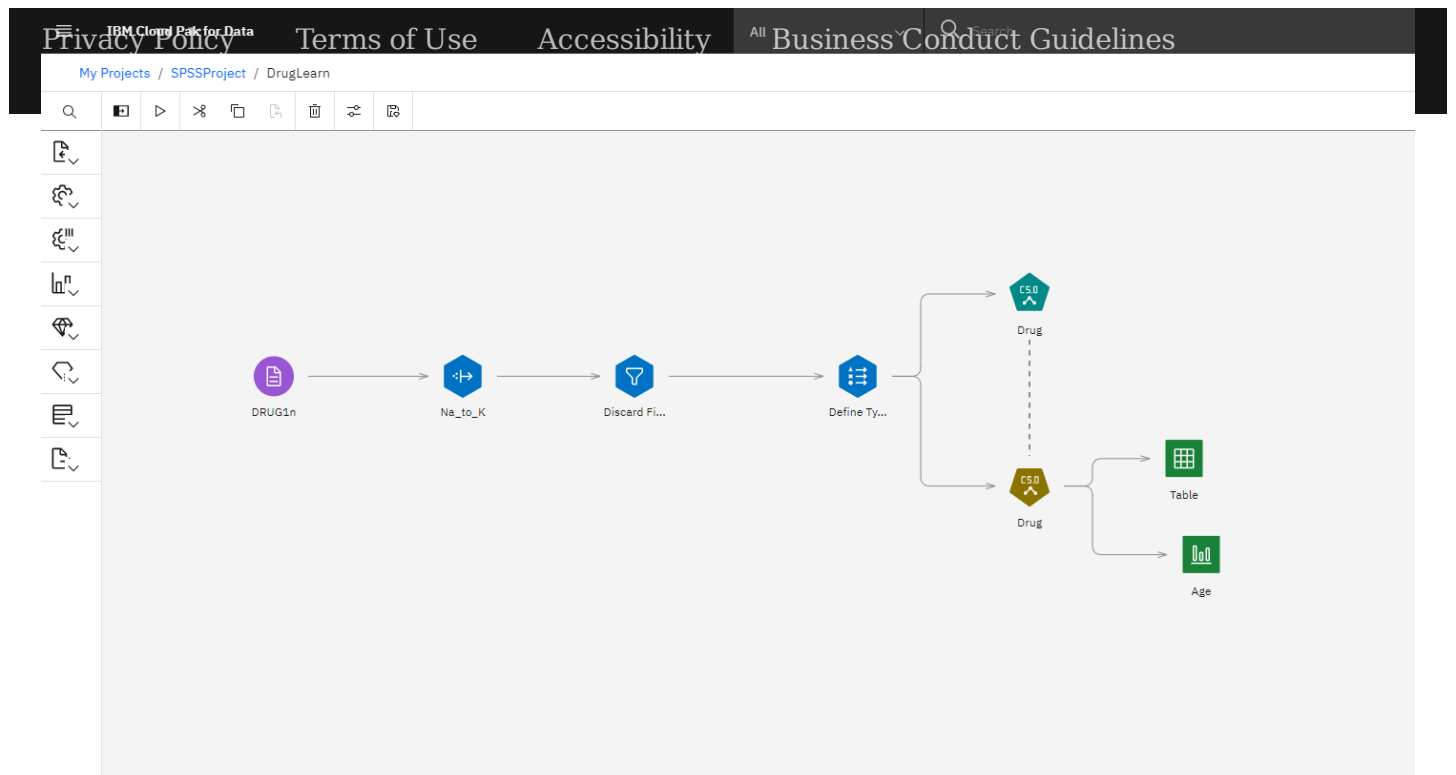 IBM Cloud Pak for Data
All
Search
Privacy Policy Terms of Use Accessibility Business Conduct Guidelines
My Projects / SPSSProject / DrugLearn
C5.0
Drug
DRUG1n
Na_to_K
Discard Fi...
Define Ty...
C5.0
Drug
Table
Age